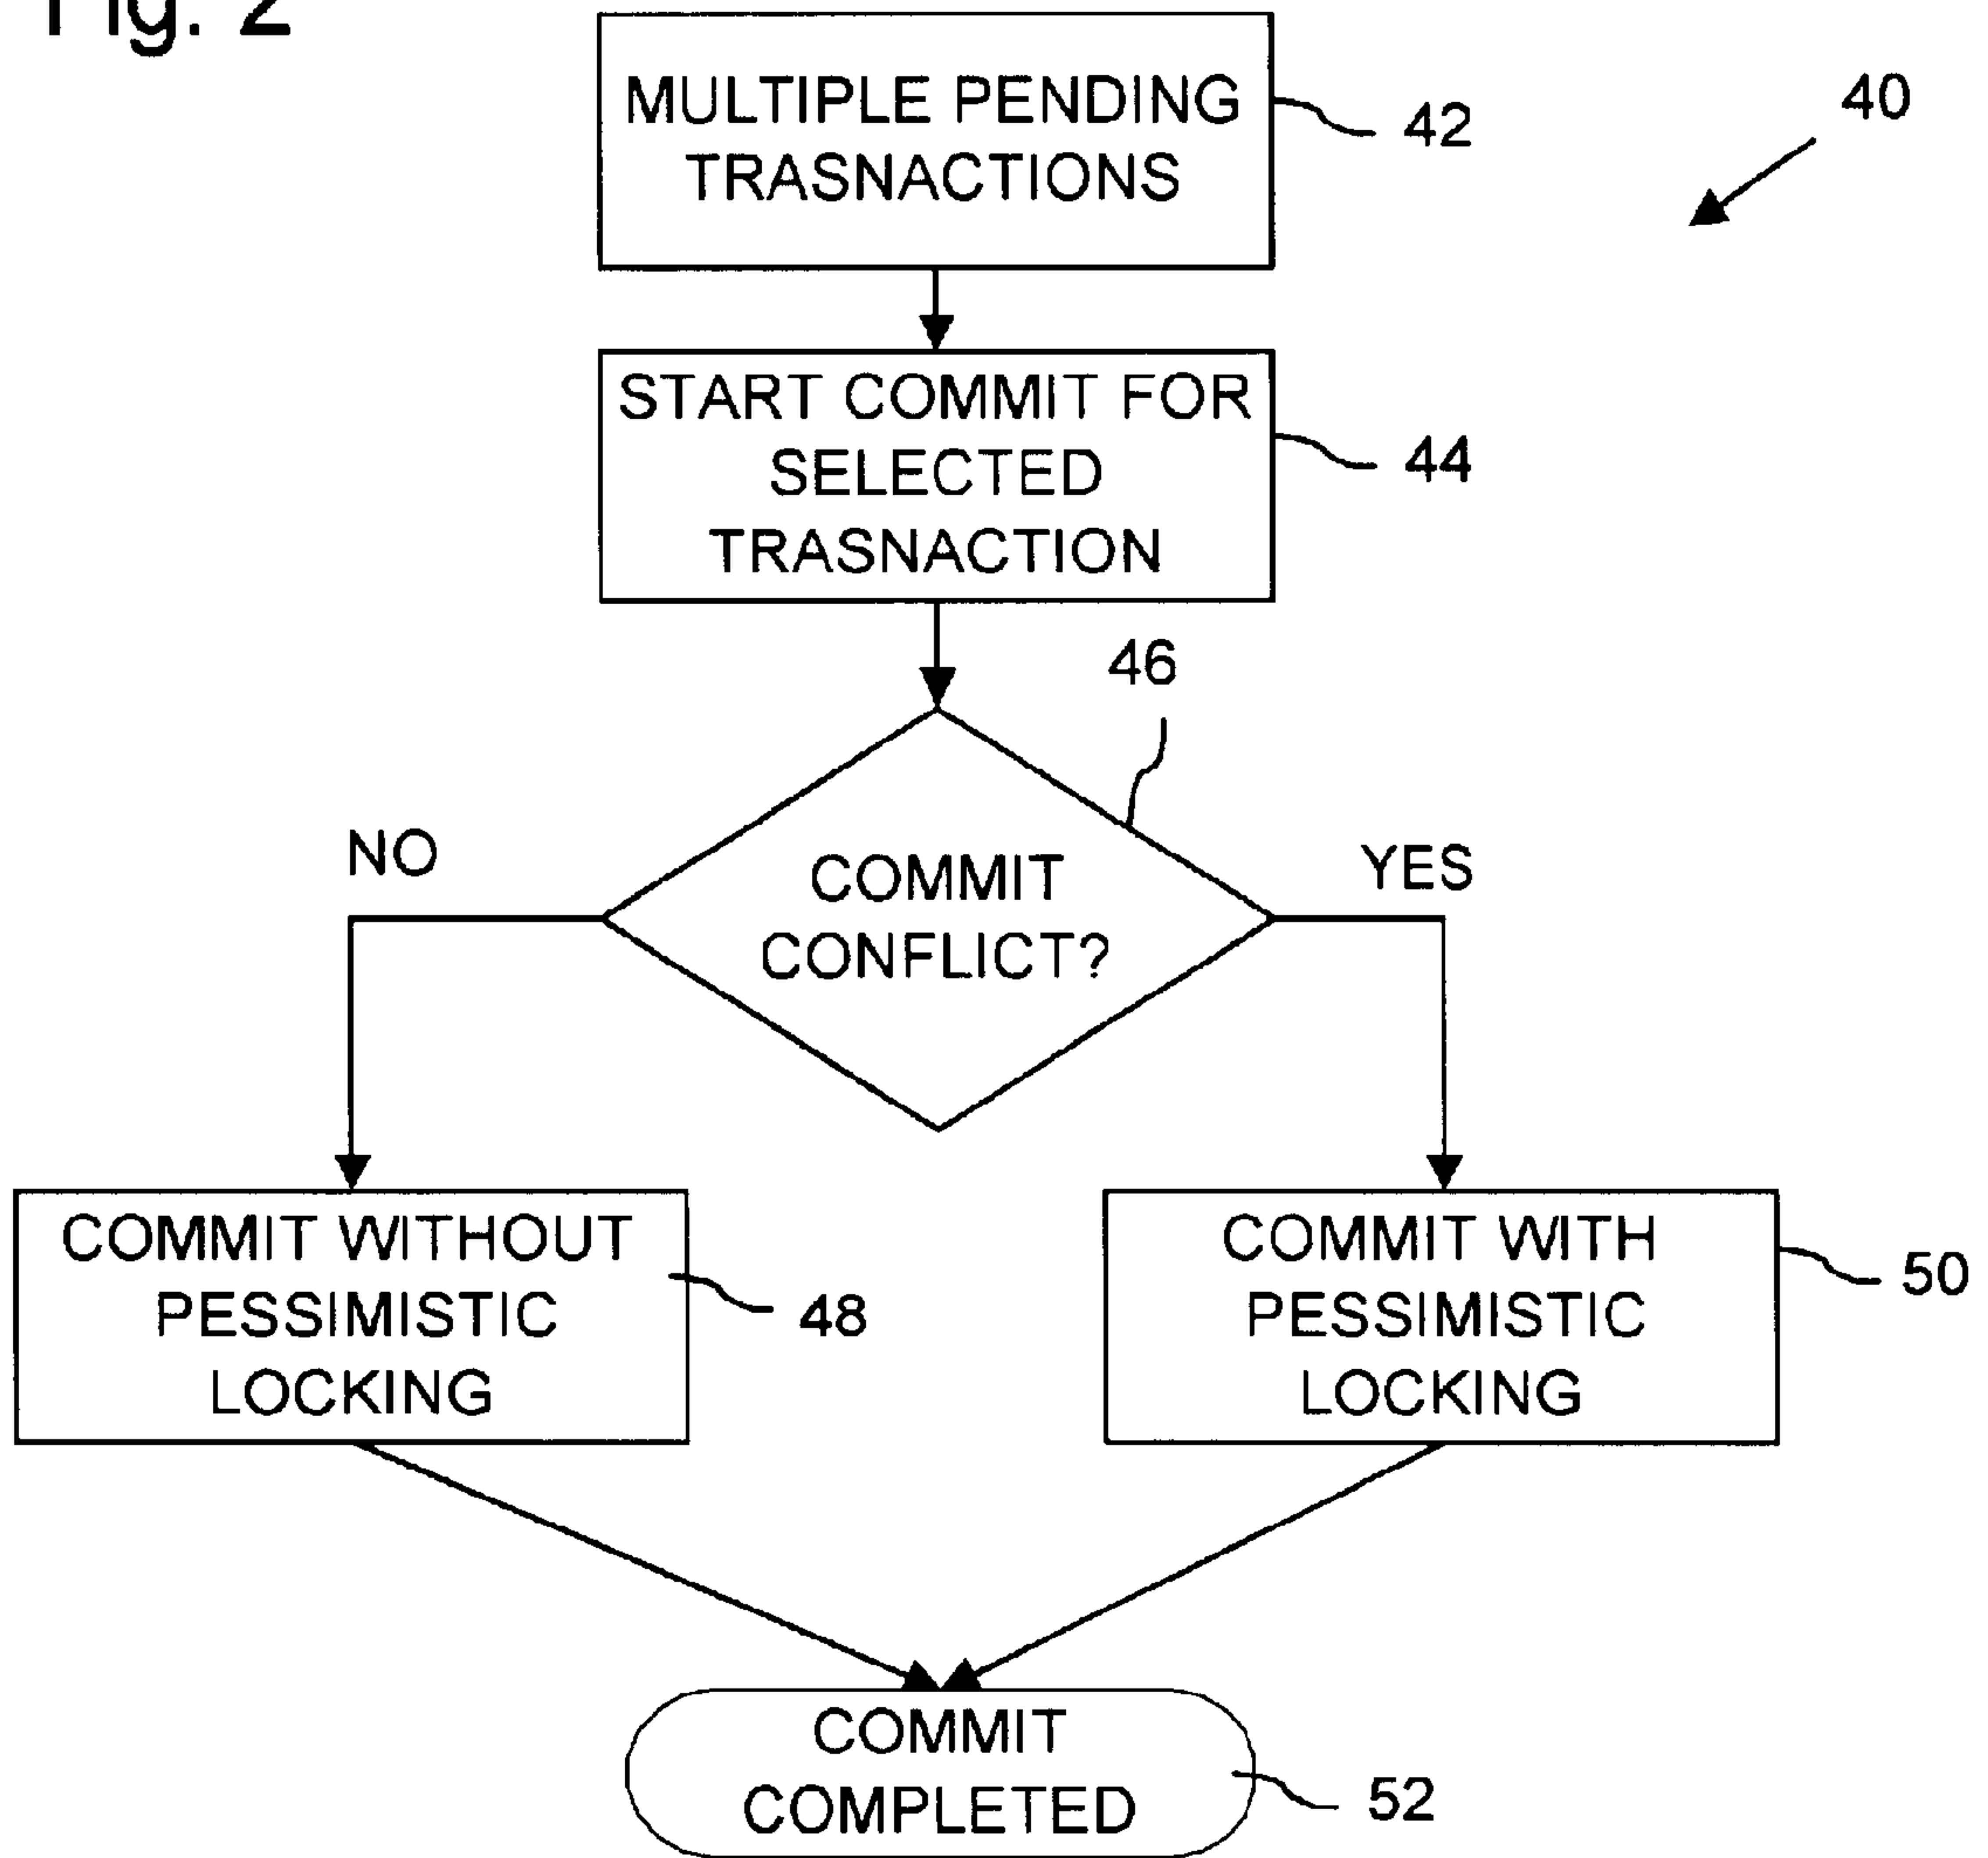 Fig. 2
MULTIPLE PENDING
TRASNACTIONS
42
40
START COMMIT FOR
SELECTED
TRASNACTION
44
46
NO
COMMIT
CONFLICT?
YES
COMMIT WITHOUT
PESSIMISTIC
LOCKING
48
COMMIT WITH
PESSIMISTIC
LOCKING
50
COMMIT
COMPLETED
52